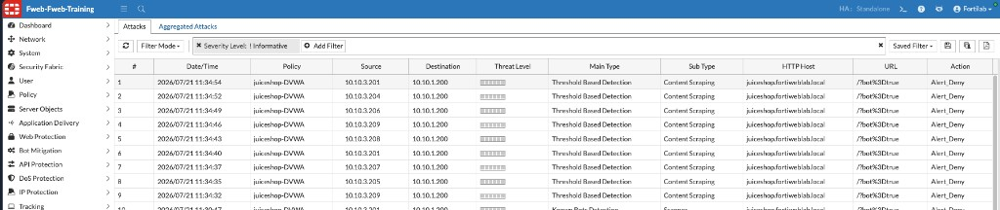 Fweb-Fweb-Training HA: Standalone Fortilab
Dashboard
Network
System
Security Fabric
User
Policy
Server Objects
Application Delivery
Web Protection
Bot Mitigation
API Protection
DoS Protection
IP Protection
Tracking
Attacks Aggregated Attacks
Filter Mode Severity Level: ! Informative Add Filter Saved Filter
# Date/Time Policy Source Destination Threat Level Main Type Sub Type HTTP Host URL Action
1 2026/07/21 11:34:54 juiceshop-DVWA 10.10.3.201 10.10.1.200 Threshold Based Detection Content Scraping juiceshop.fortiweblab.local /?bot%3Dtrue Alert_Deny
2 2026/07/21 11:34:52 juiceshop-DVWA 10.10.3.204 10.10.1.200 Threshold Based Detection Content Scraping juiceshop.fortiweblab.local /?bot%3Dtrue Alert_Deny
3 2026/07/21 11:34:49 juiceshop-DVWA 10.10.3.206 10.10.1.200 Threshold Based Detection Content Scraping juiceshop.fortiweblab.local /?bot%3Dtrue Alert_Deny
4 2026/07/21 11:34:46 juiceshop-DVWA 10.10.3.209 10.10.1.200 Threshold Based Detection Content Scraping juiceshop.fortiweblab.local /?bot%3Dtrue Alert_Deny
5 2026/07/21 11:34:43 juiceshop-DVWA 10.10.3.208 10.10.1.200 Threshold Based Detection Content Scraping juiceshop.fortiweblab.local /?bot%3Dtrue Alert_Deny
6 2026/07/21 11:34:40 juiceshop-DVWA 10.10.3.201 10.10.1.200 Threshold Based Detection Content Scraping juiceshop.fortiweblab.local /?bot%3Dtrue Alert_Deny
7 2026/07/21 11:34:37 juiceshop-DVWA 10.10.3.207 10.10.1.200 Threshold Based Detection Content Scraping juiceshop.fortiweblab.local /?bot%3Dtrue Alert_Deny
8 2026/07/21 11:34:35 juiceshop-DVWA 10.10.3.205 10.10.1.200 Threshold Based Detection Content Scraping juiceshop.fortiweblab.local /?bot%3Dtrue Alert_Deny
9 2026/07/21 11:34:32 juiceshop-DVWA 10.10.3.209 10.10.1.200 Threshold Based Detection Content Scraping juiceshop.fortiweblab.local /?bot%3Dtrue Alert_Deny